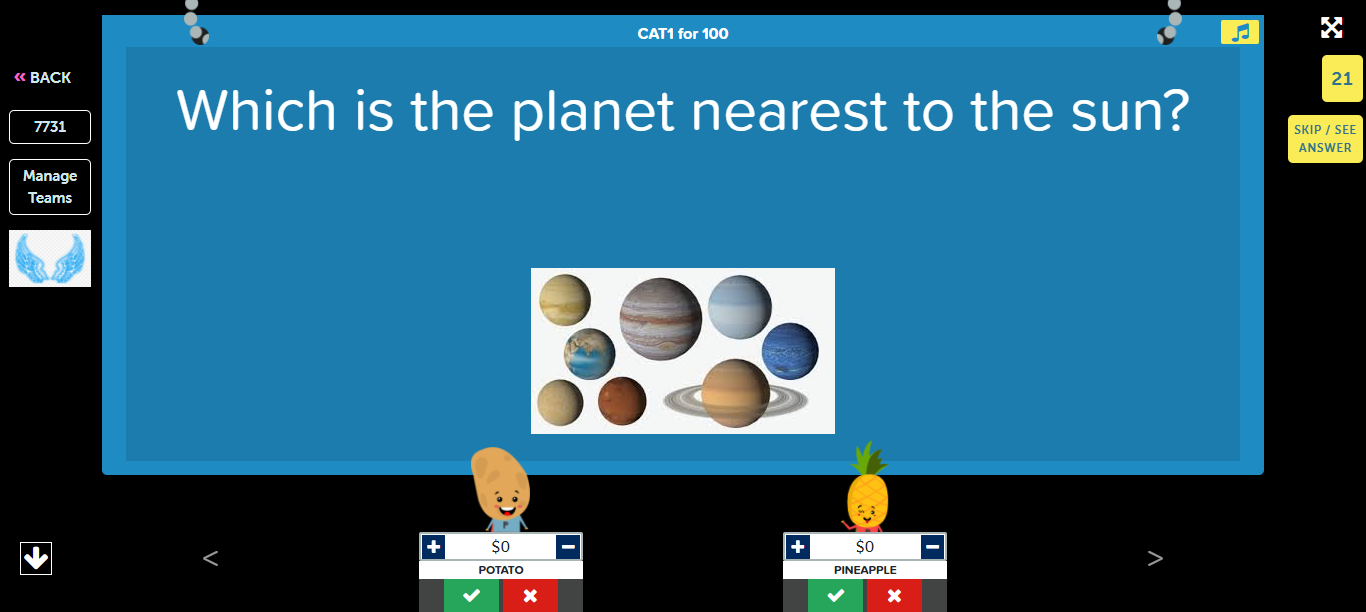 CAT1 for 100
« BACK
21
Which is the planet nearest to the sun?
7731
SKIP / SEE
ANSWER
Manage
Teams
$0
$0
POTATO
PINEAPPLE